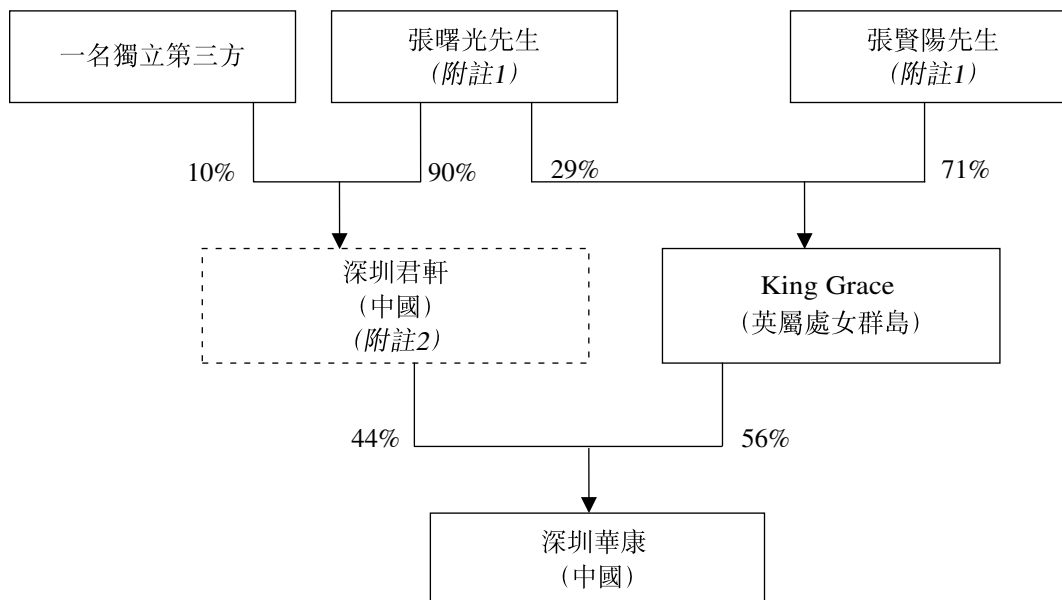 一名獨立第三方
張曙光先生
(附註1)
張賢陽先生
(附註1)
10%
90%
29%
71%
深圳君軒
(中國)
(附註2)
King Grace
(英屬處女群島)
44%
56%
深圳華康
(中國)